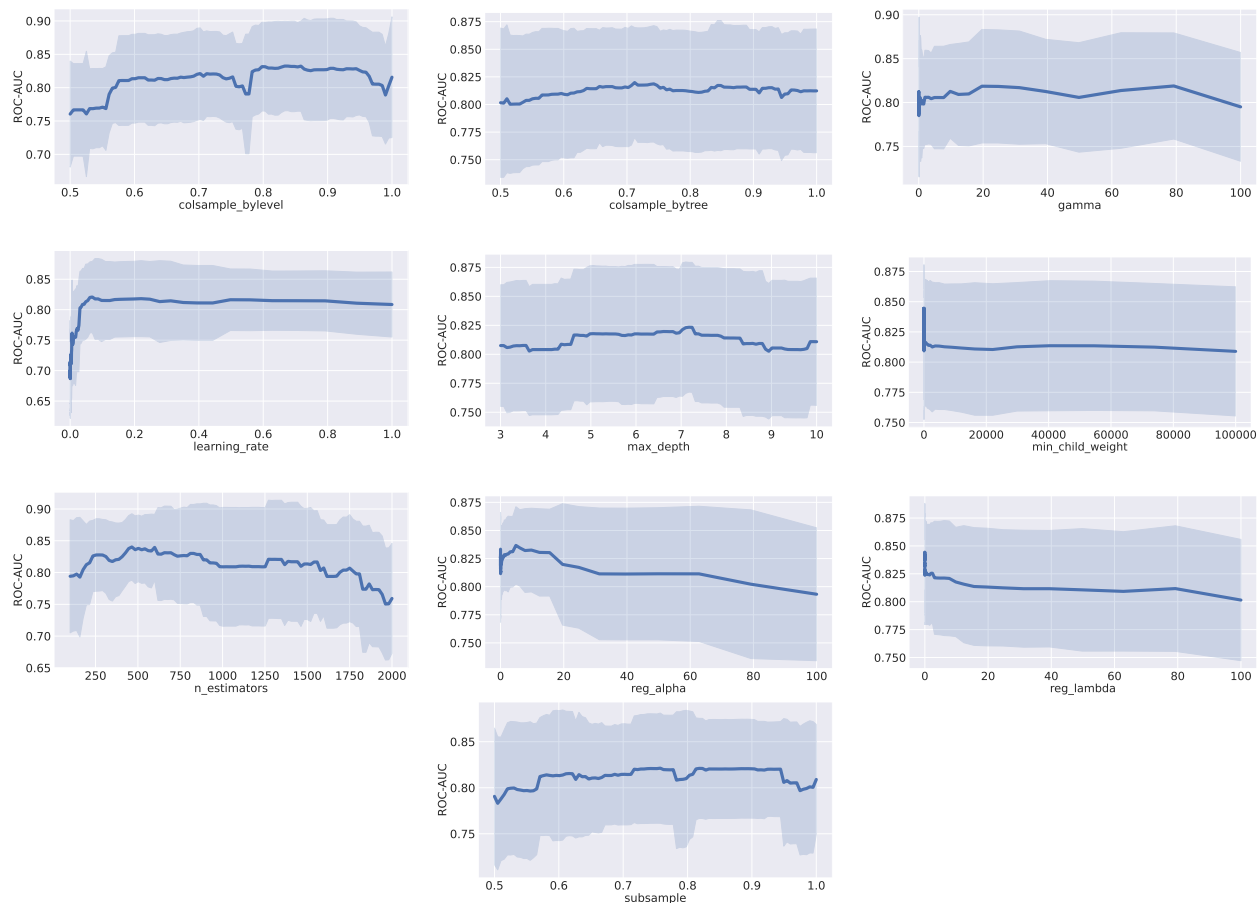 0.90
0.85
0.80
0.75
0.70
ROC-AUC
0.5 0.6 0.7 0.8 0.9 1.0
colsample_bylevel
0.875
0.850
0.825
0.800
0.775
0.750
ROC-AUC
0.5 0.6 0.7 0.8 0.9 1.0
colsample_bytree
0.90
0.85
0.80
0.75
ROC-AUC
0 20 40 60 80 100
gamma
0.85
0.80
0.75
0.70
0.65
ROC-AUC
0.0 0.2 0.4 0.6 0.8 1.0
learning_rate
0.875
0.850
0.825
0.800
0.775
0.750
ROC-AUC
3 4 5 6 7 8 9 10
max_depth
0.875
0.850
0.825
0.800
0.775
0.750
ROC-AUC
0 20000 40000 60000 80000 100000
min_child_weight
0.90
0.85
0.80
0.75
0.70
0.65
ROC-AUC
250 500 750 1000 1250 1500 1750 2000
n_estimators
0.875
0.850
0.825
0.800
0.775
0.750
ROC-AUC
0 20 40 60 80 100
reg_alpha
0.875
0.850
0.825
0.800
0.775
0.750
ROC-AUC
0 20 40 60 80 100
reg_lambda
0.85
0.80
0.75
ROC-AUC
0.5 0.6 0.7 0.8 0.9 1.0
subsample